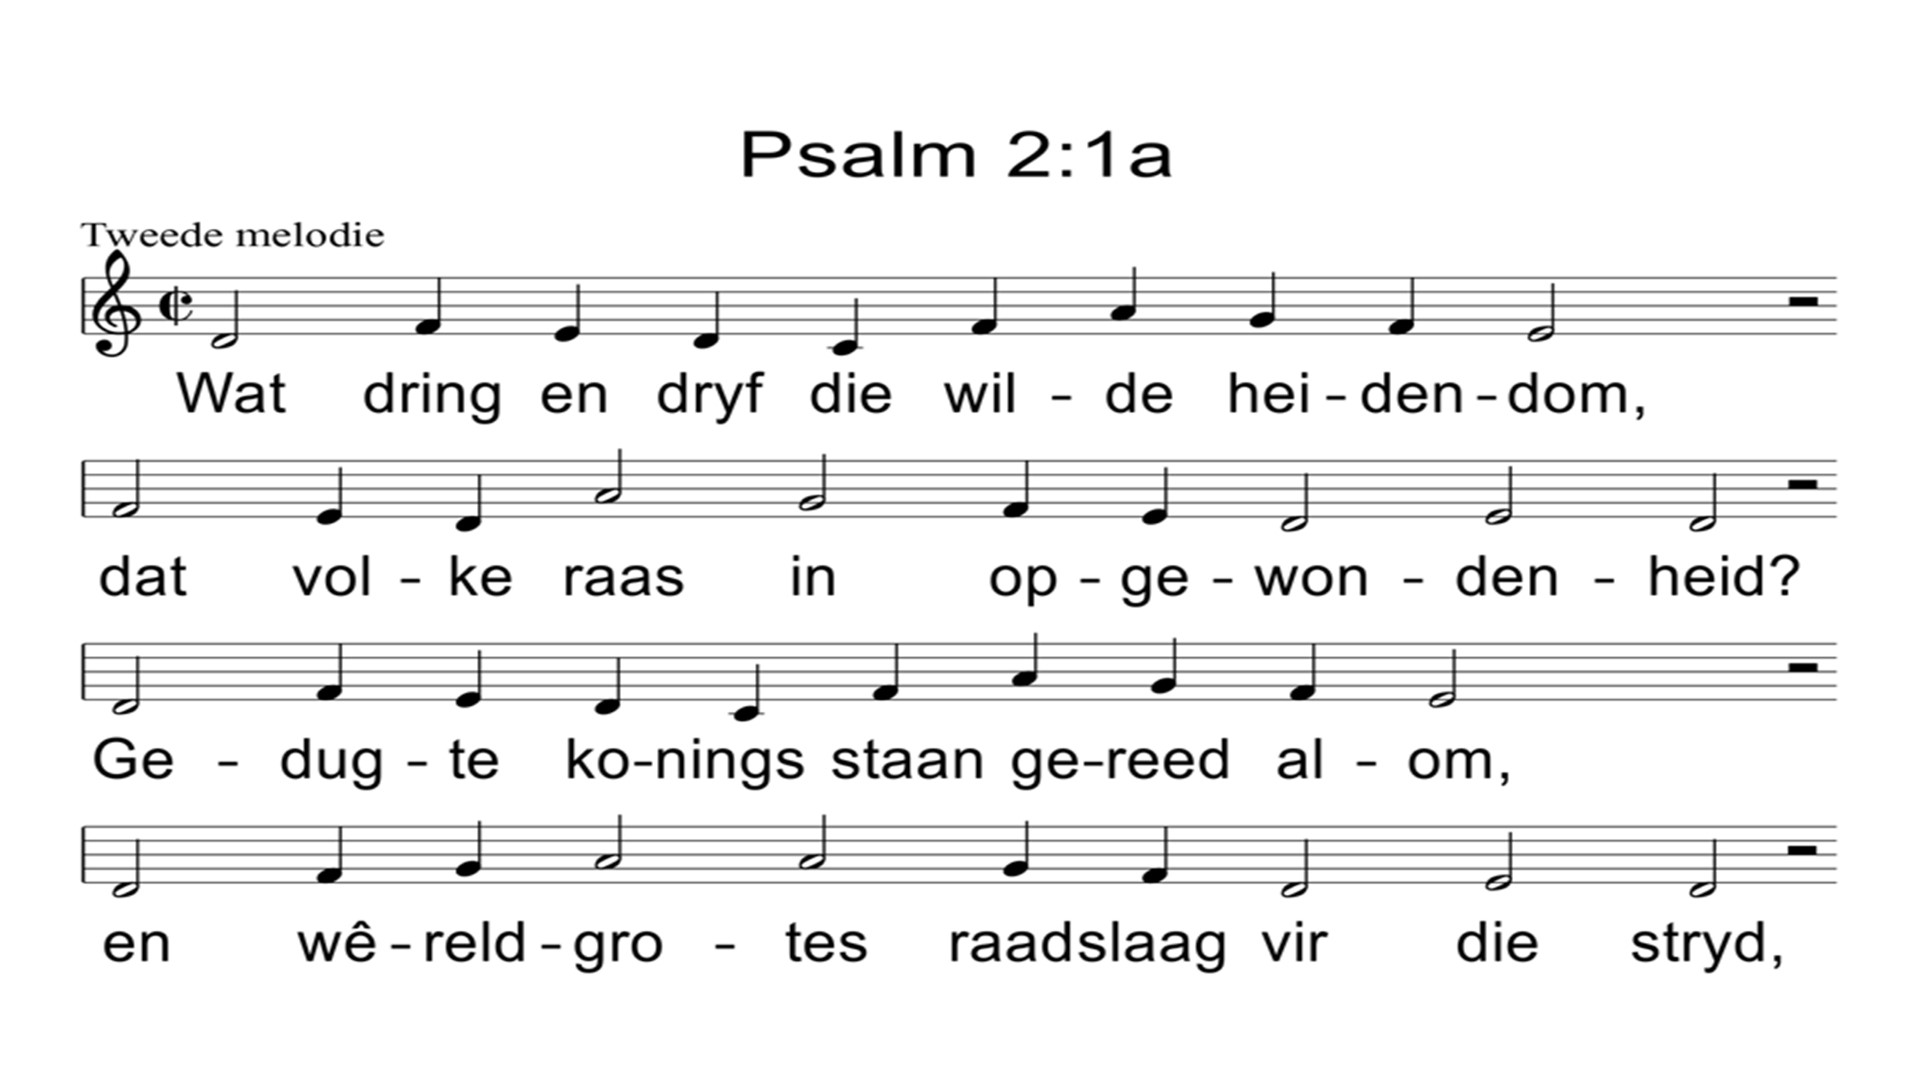 Psalm 2:1a
Tweede melodie
Wat dring en dryf die wil - de hei - den - dom,
dat vol - ke raas in op - ge - won - den - heid?
Ge - dug - te ko-nings staan ge-reed al - om,
en wê - reld - gro - tes raadslaag vir die stryd,